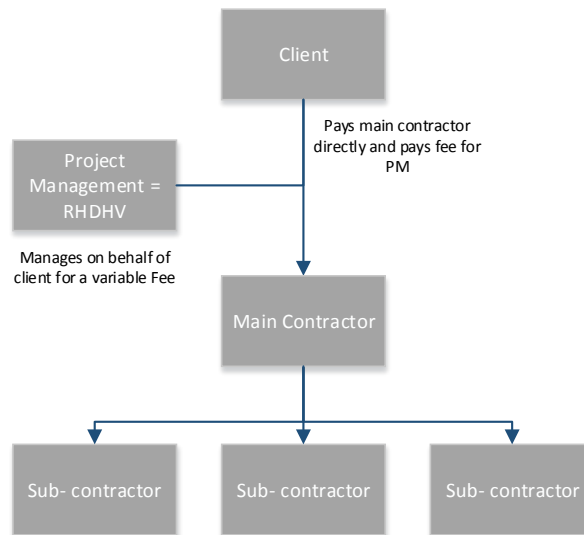 Client
Pays main contractor
directly and pays fee for
PM
Project
Management =
RHDHV
Manages on behalf of
client for a variable Fee
Main Contractor
Sub- contractor
Sub- contractor
Sub- contractor